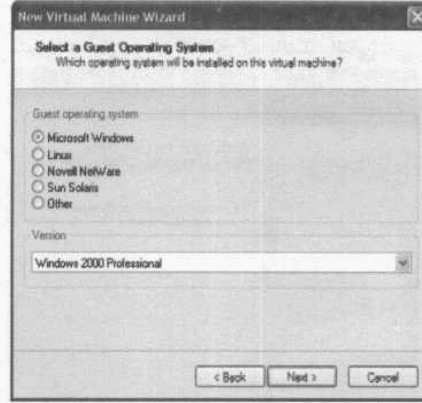 New Virtual Machine Wizard
Select a Guest Operating System
Which operating system will be installed on this virtual machine?
Guest operating system
Microsoft Windows
Linux
Novell NetWare
Sun Solaris
Other
Version
Windows 2000 Professional
< Back
Next >
Cancel